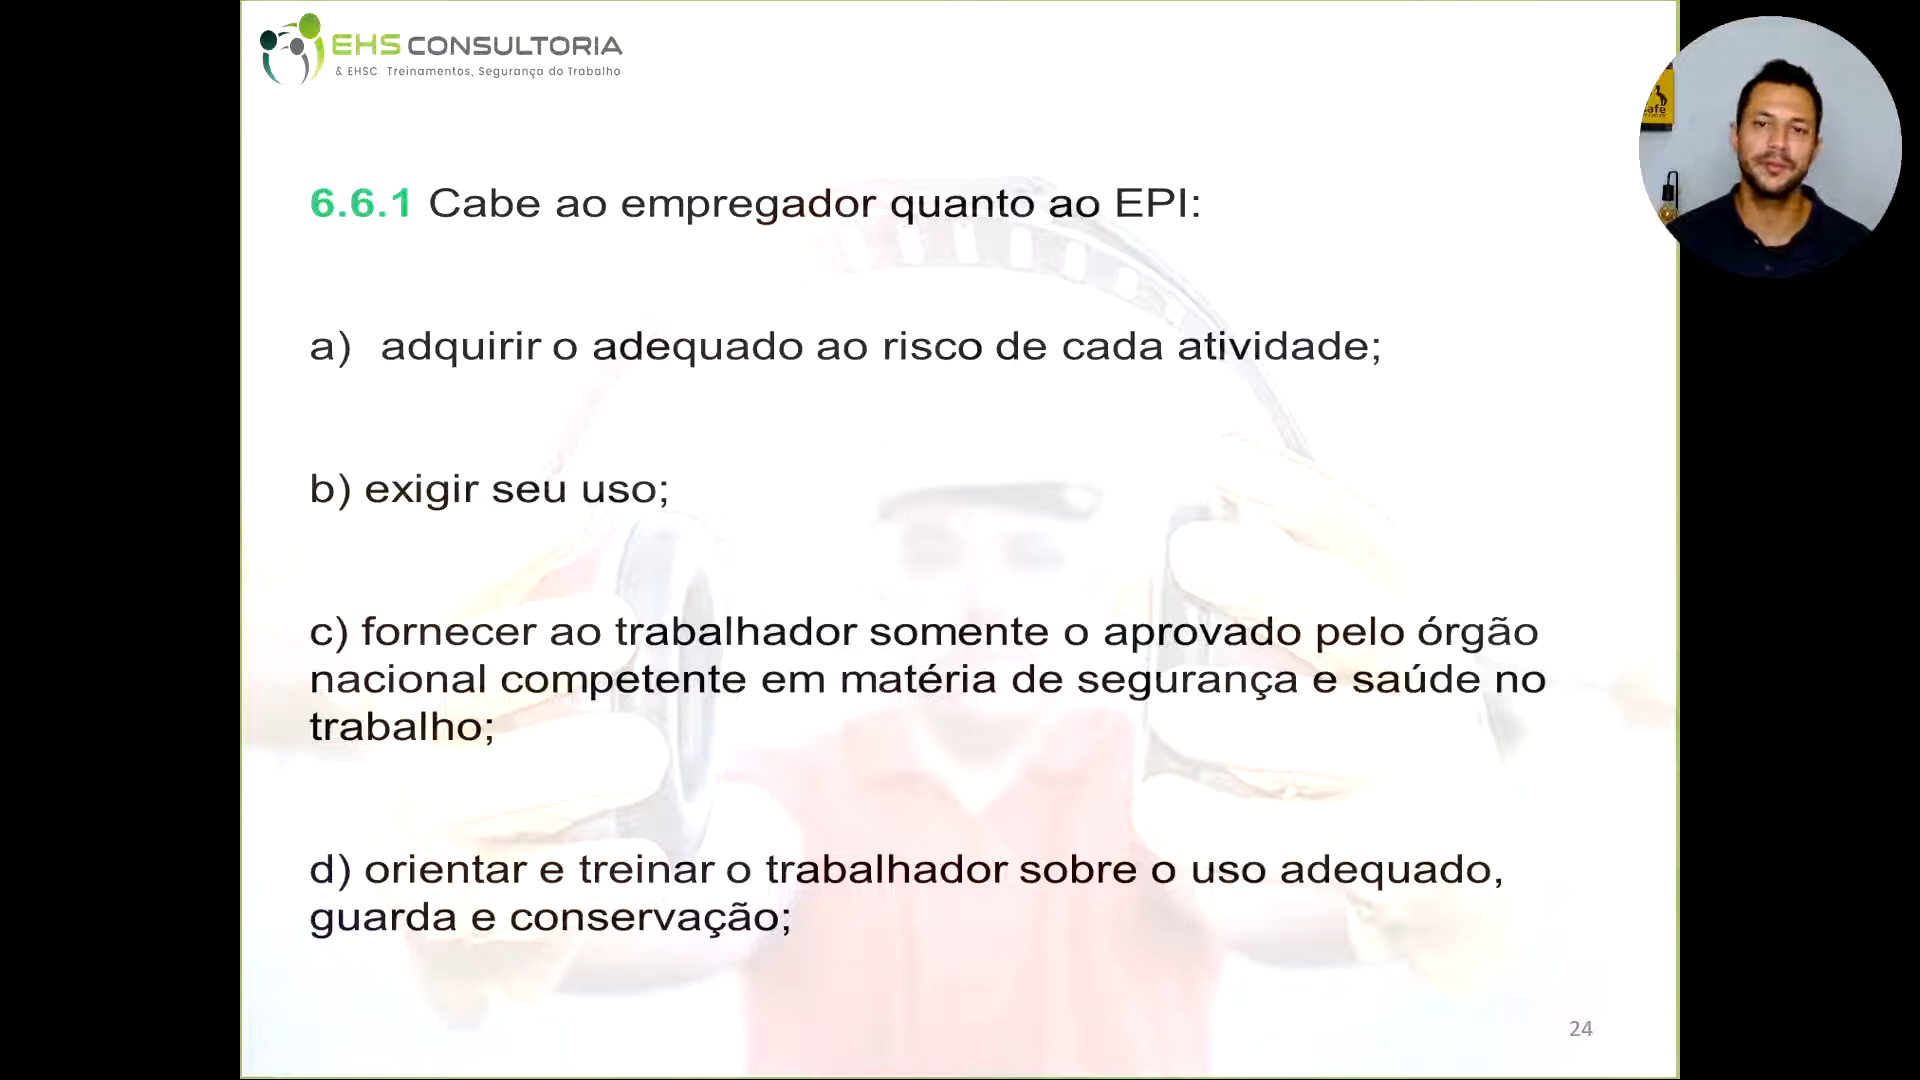 EHS CONSULTORIA
& EHSC Treinamentos, Segurança do Trabalho
6.6.1 Cabe ao empregador quanto ao EPI:
a) adquirir o adequado ao risco de cada atividade;
b) exigir seu uso;
c) fornecer ao trabalhador somente o aprovado pelo órgão
nacional competente em matéria de segurança e saúde no
trabalho;
d) orientar e treinar o trabalhador sobre o uso adequado,
guarda e conservação;
24